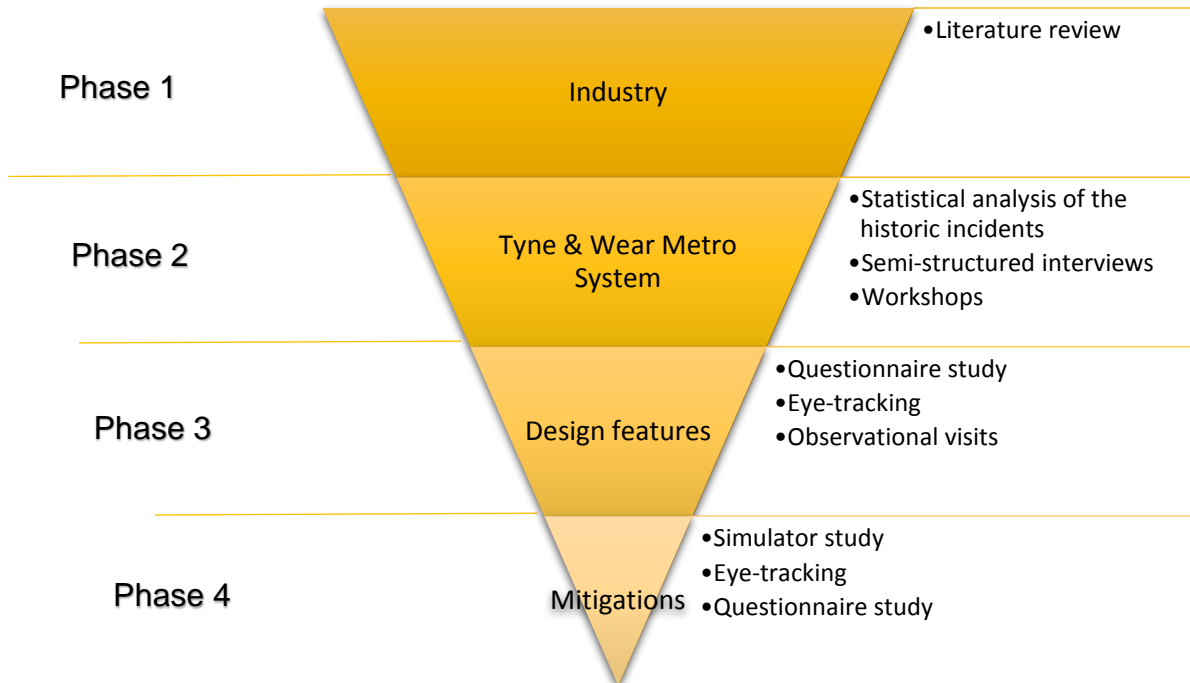 Phase 1
Industry
•Literature review
Phase 2
Tyne & Wear Metro
System
•Statistical analysis of the
historic incidents
•Semi-structured interviews
•Workshops
Phase 3
Design features
•Questionnaire study
•Eye-tracking
•Observational visits
Phase 4
Mitigations
•Simulator study
•Eye-tracking
•Questionnaire study